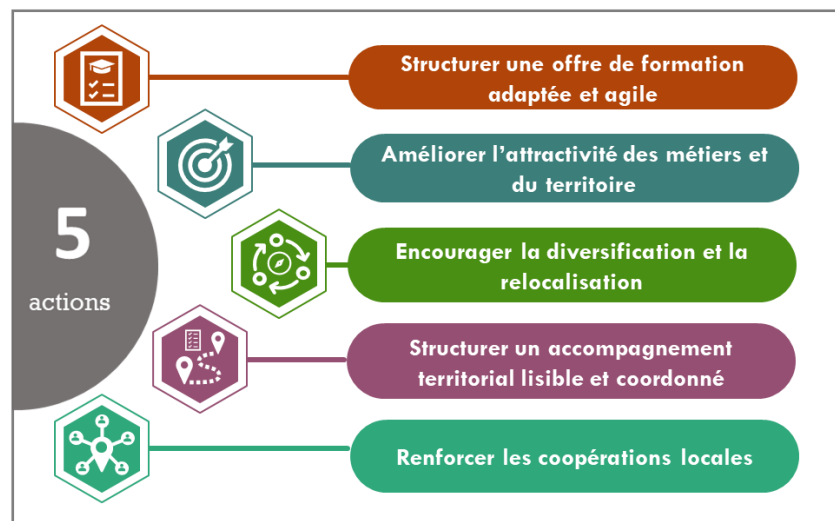 5
actions
Structurer une offre de formation
adaptée et agile
Améliorer l’attractivité des métiers et
du territoire
Encourager la diversification et la
relocalisation
Structurer un accompagnement
territorial lisible et coordonné
Renforcer les coopérations locales